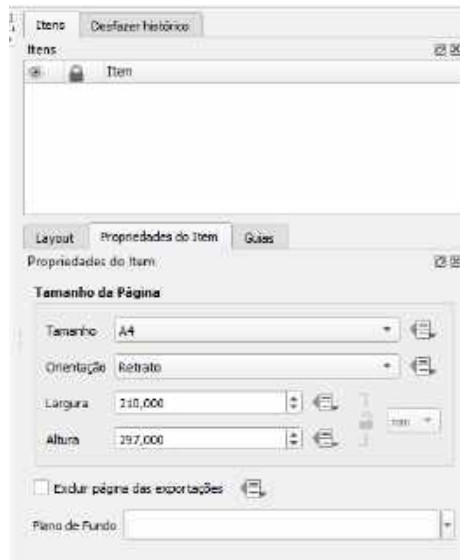 Itens Desfazer histórico
Itens
Item
Layout Propriedades do Item Guias
Propriedades do Item
Tamanho da Página
Tamanho A4
Orientação Retrato
Largura 210,000
mm
Altura 297,000
Excluir página das exportações
Plano de Fundo